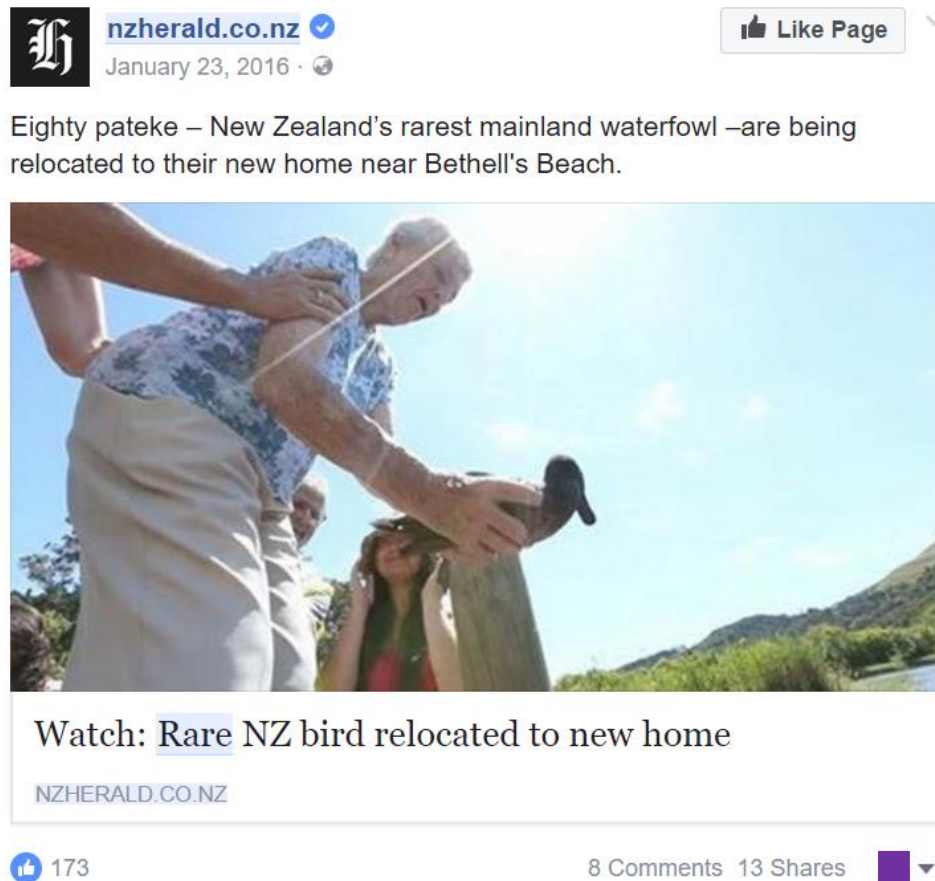 nzherald.co.nz
Like Page
January 23, 2016 ·
Eighty pateke – New Zealand’s rarest mainland waterfowl –are being
relocated to their new home near Bethell's Beach.
Watch: Rare NZ bird relocated to new home
NZHERALD.CO.NZ
173
8 Comments 13 Shares